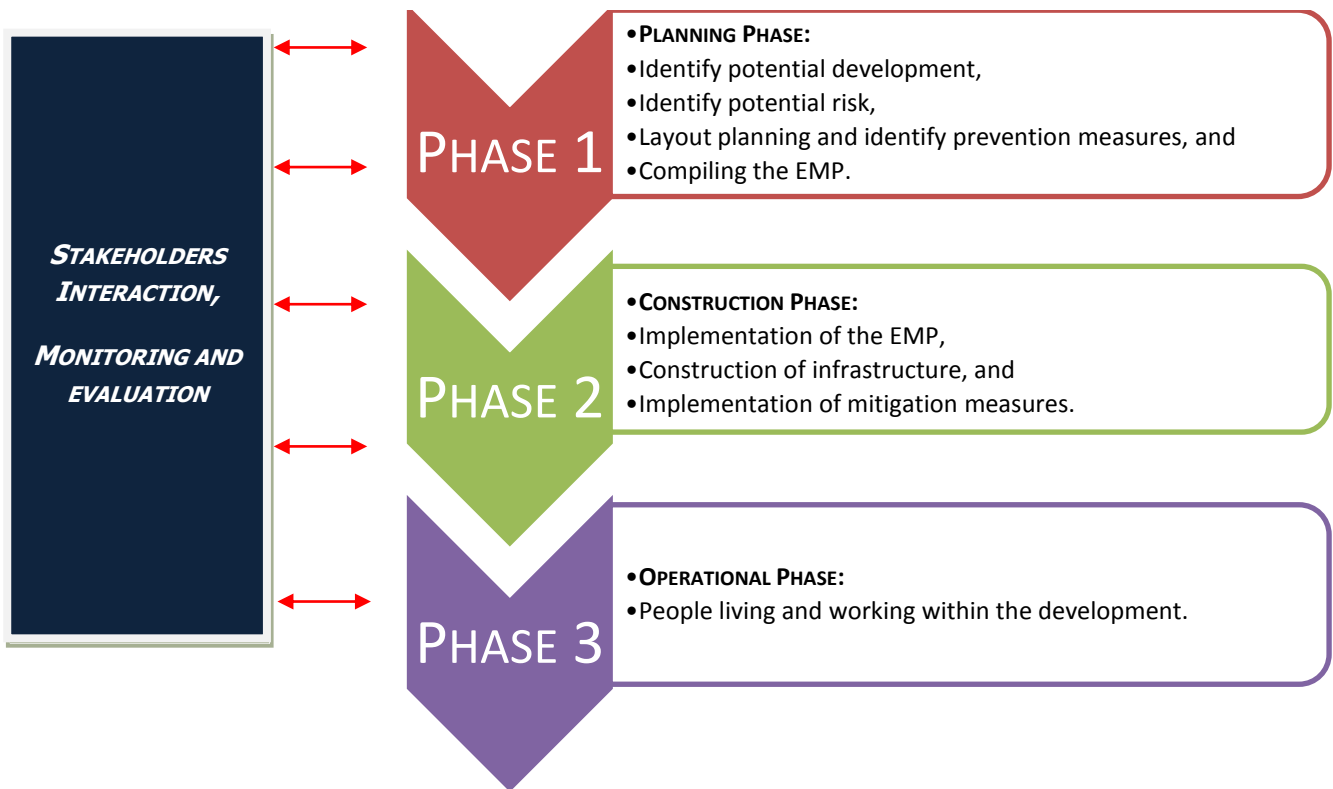 STAKEHOLDERS
INTERACTION,
MONITORING AND
EVALUATION
PHASE 1
•PLANNING PHASE:
•Identify potential development,
•Identify potential risk,
•Layout planning and identify prevention measures, and
•Compiling the EMP.
PHASE 2
•CONSTRUCTION PHASE:
•Implementation of the EMP,
•Construction of infrastructure, and
•Implementation of mitigation measures.
PHASE 3
•OPERATIONAL PHASE:
•People living and working within the development.